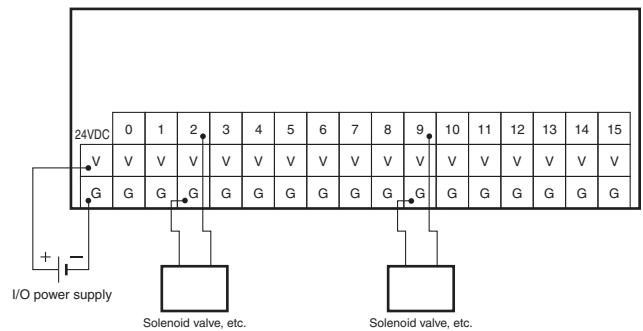 24VDC 0 1 2 3 4 5 6 7 8 9 10 11 12 13 14 15
V V V V V V V V V V V V V V V V V
G G G G G G G G G G G G G G G G G
+ −
I/O power supply
Solenoid valve, etc. Solenoid valve, etc.